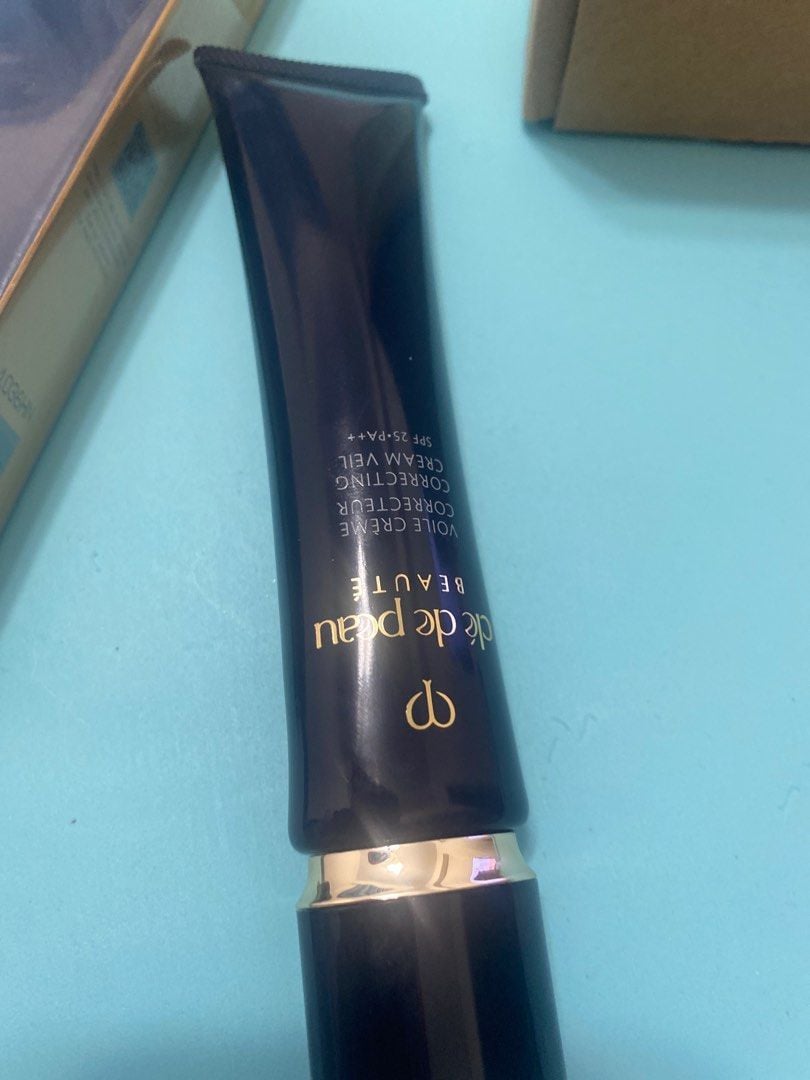 clé de peau
BEAUTÉ
VOILE CRÈME
CORRECTEUR
CORRECTING
CREAM VEIL
SPF 25・PA++